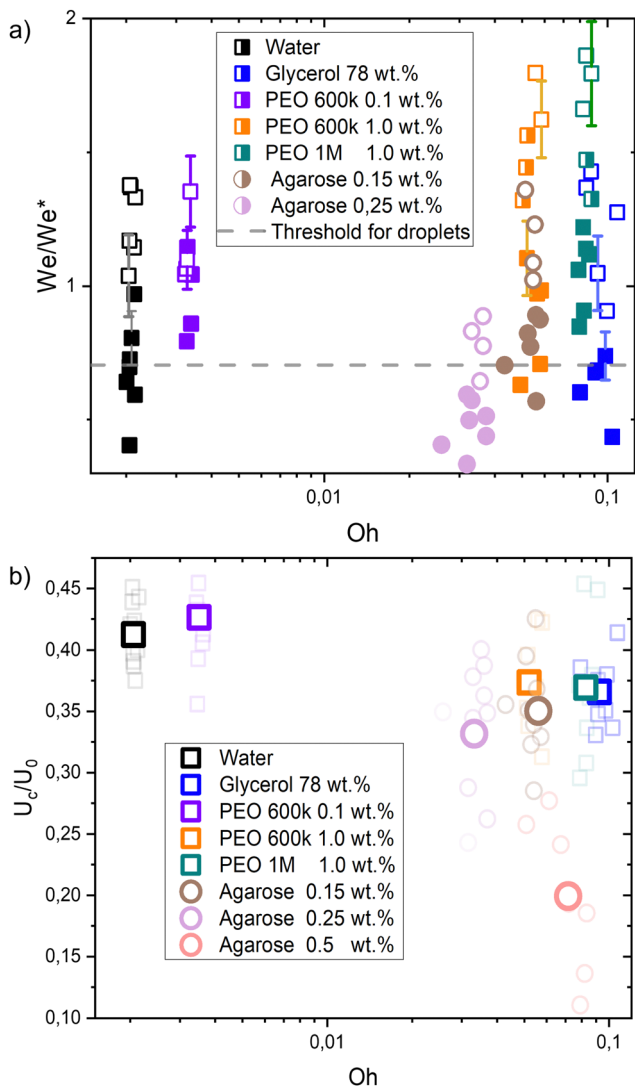 a)
2
Water
Glycerol 78 wt.%
PEO 600k 0.1 wt.%
PEO 600k 1.0 wt.%
PEO 1M 1.0 wt.%
Agarose 0.15 wt.%
Agarose 0,25 wt.%
Threshold for droplets
We/We*
1
0,01
0,1
Oh
b)
0,45
0,40
0,35
0,30
0,25
0,20
0,15
0,10
U_c/U_0
Water
Glycerol 78 wt.%
PEO 600k 0.1 wt.%
PEO 600k 1.0 wt.%
PEO 1M 1.0 wt.%
Agarose 0.15 wt.%
Agarose 0.25 wt.%
Agarose 0.5 wt.%
0,01
0,1
Oh